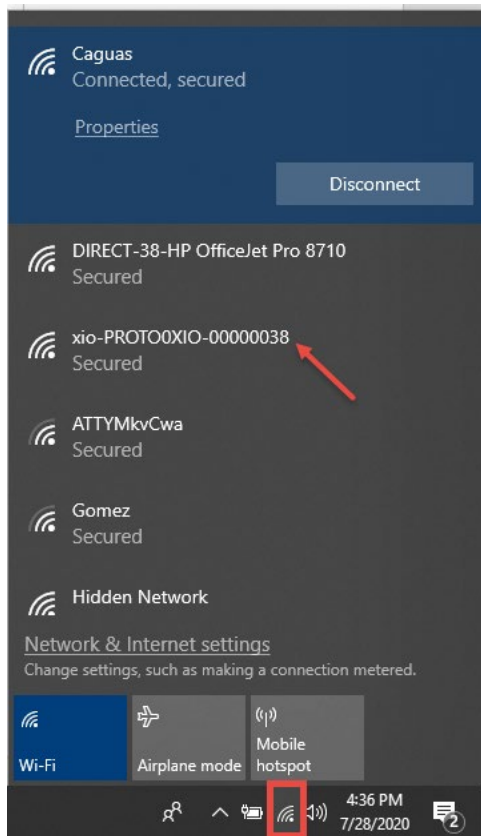 Caguas
Connected, secured
Properties
Disconnect
DIRECT-38-HP OfficeJet Pro 8710
Secured
xio-PROTO0XIO-00000038
Secured
ATTYMkvCwa
Secured
Gomez
Secured
Hidden Network
Network & Internet settings
Change settings, such as making a connection metered.
Wi-Fi
Airplane mode
Mobile
hotspot
4:36 PM
7/28/2020
2